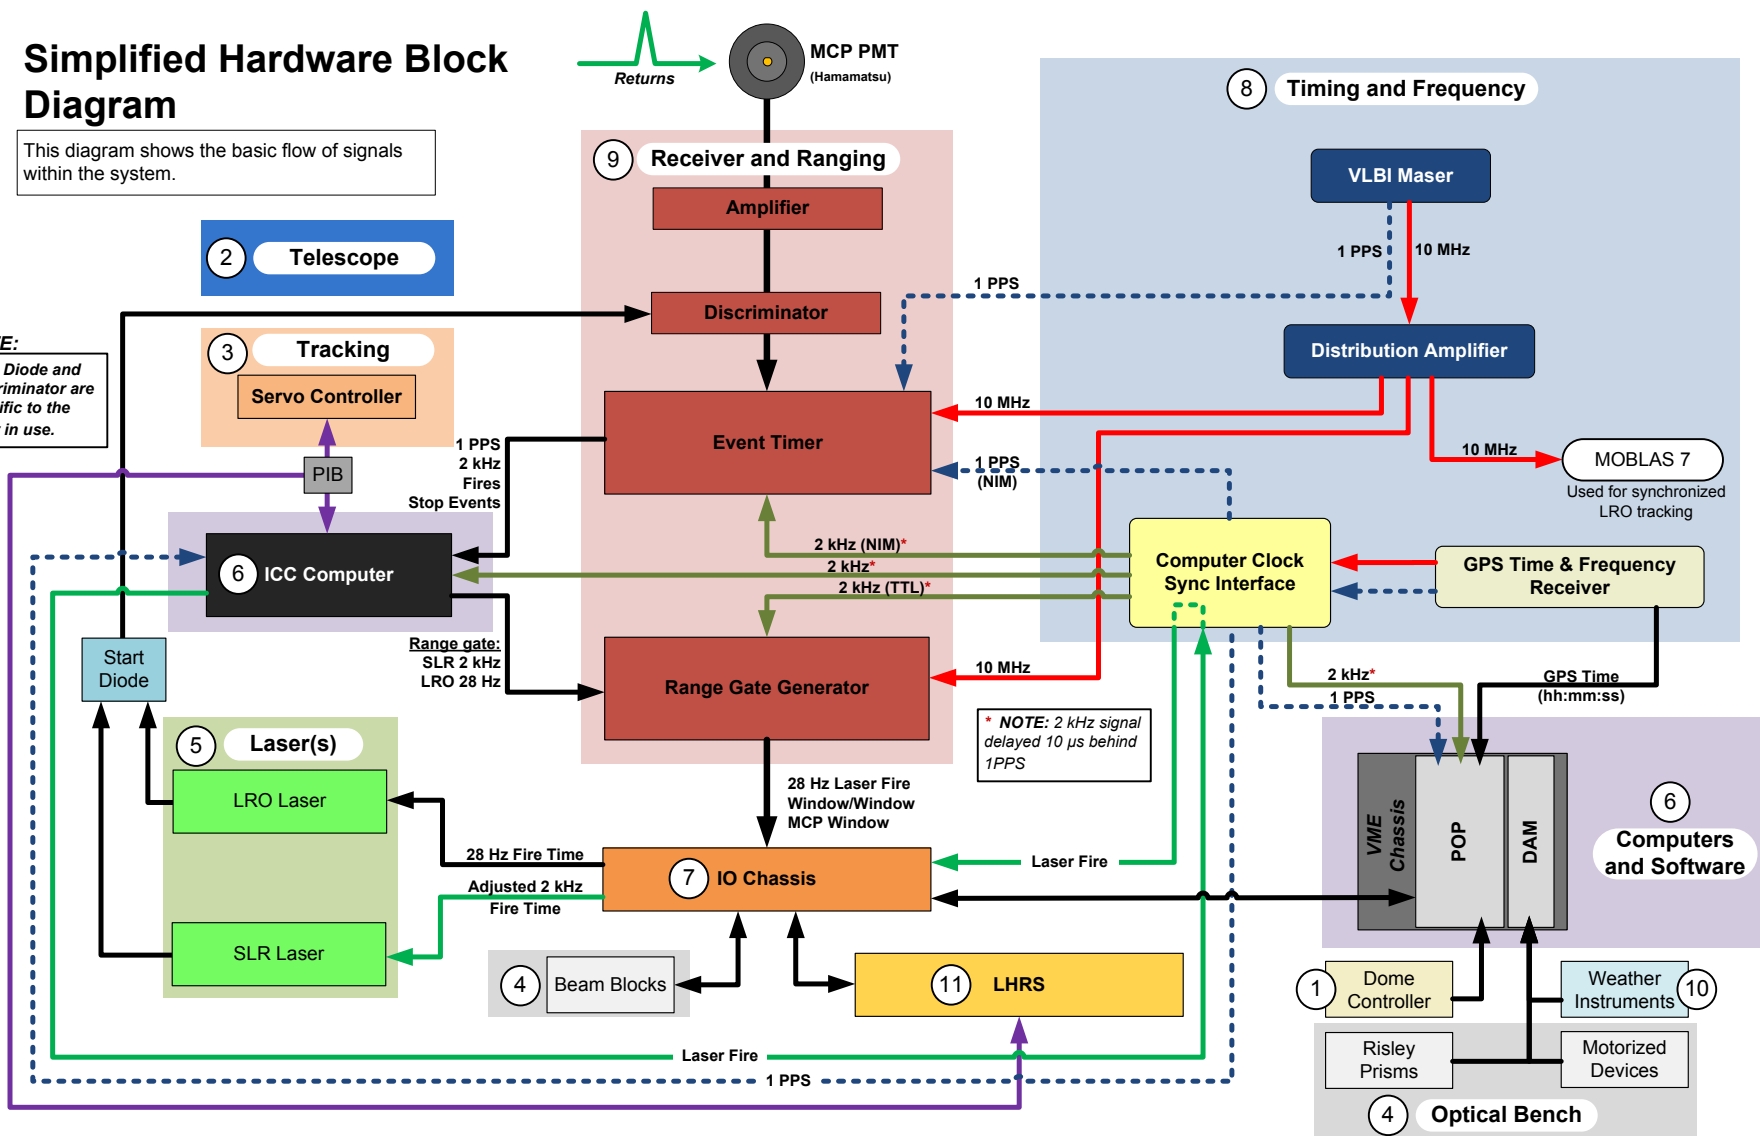 Simplified Hardware Block
Diagram
This diagram shows the basic flow of signals
within the system.
Returns
MCP PMT
(Hamamatsu)
8
Timing and Frequency
9
Receiver and Ranging
VLBI Maser
Amplifier
2
Telescope
1 PPS
10 MHz
1 PPS
Discriminator
Distribution Amplifier
3
Tracking
Servo Controller
E:
Diode and
riminator are
ific to the
in use.
10 MHz
1 PPS
2 kHz
Fires
Stop Events
Event Timer
10 MHz
MOBLAS 7
Used for synchronized
LRO tracking
PIB
1 PPS
(NIM)
2 kHz (NIM)*
2 kHz*
2 kHz (TTL)*
Computer Clock
Sync Interface
GPS Time & Frequency
Receiver
6
ICC Computer
Start
Diode
Range gate:
SLR 2 kHz
LRO 28 Hz
Range Gate Generator
10 MHz
2 kHz*
1 PPS
GPS Time
(hh:mm:ss)
* NOTE: 2 kHz signal
delayed 10 µs behind
1PPS
5
Laser(s)
LRO Laser
28 Hz Laser Fire
Window/Window
MCP Window
VME
Chassis
POP
DAM
6
Computers
and Software
28 Hz Fire Time
7
IO Chassis
Laser Fire
Adjusted 2 kHz
Fire Time
SLR Laser
4
Beam Blocks
11
LHRS
1
Dome
Controller
Weather
Instruments
10
Laser Fire
1 PPS
Risley
Prisms
Motorized
Devices
4
Optical Bench